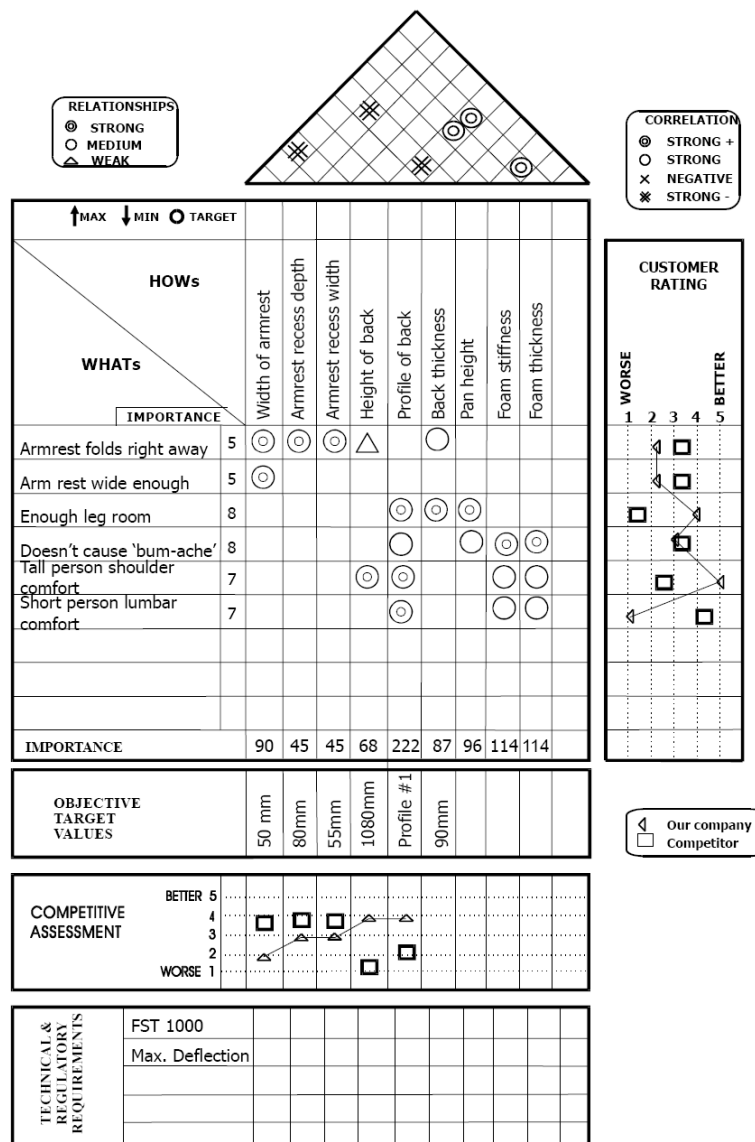 RELATIONSHIPS
STRONG
MEDIUM
WEAK
CORRELATION
STRONG +
STRONG
NEGATIVE
STRONG -
MAX MIN TARGET
HOWs
WHATs
IMPORTANCE
Width of armrest
Armrest recess depth
Armrest recess width
Height of back
Profile of back
Back thickness
Pan height
Foam stiffness
Foam thickness
CUSTOMER
RATING
WORSE
BETTER
1 2 3 4 5
Armrest folds right away 5
Arm rest wide enough 5
Enough leg room 8
Doesn't cause ‘bum-ache’ 8
Tall person shoulder
comfort 7
Short person lumbar
comfort 7
IMPORTANCE 90 45 45 68 222 87 96 114 114
OBJECTIVE
TARGET
VALUES
50 mm
80mm
55mm
1080mm
Profile #1
90mm
Our company
Competitor
COMPETITIVE
ASSESSMENT
BETTER 5
4
3
2
WORSE 1
TECHNICAL &
REGULATORY
REQUIREMENTS
FST 1000
Max. Deflection